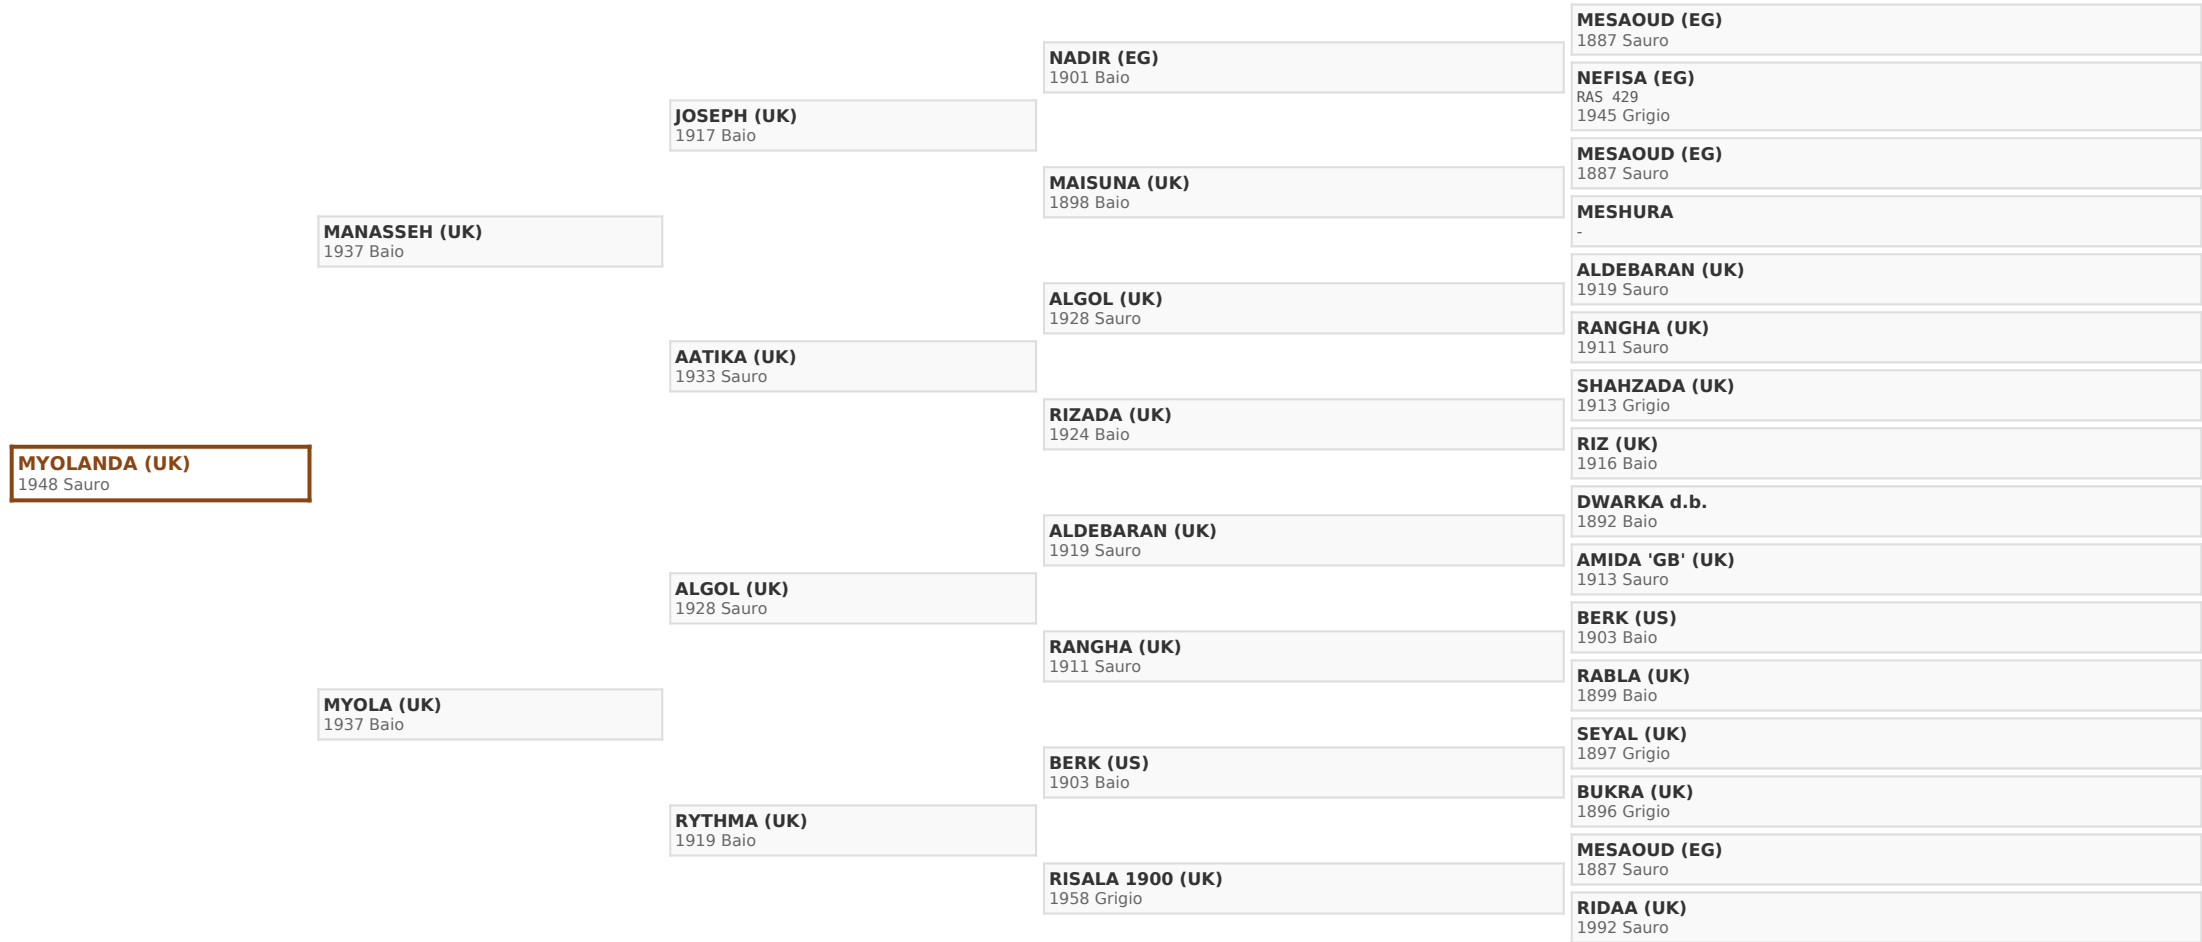 MYOLANDA (UK)
1948 Sauro
MANASSEH (UK)
1937 Baio
MYOLA (UK)
1937 Baio
JOSEPH (UK)
1917 Baio
AATIKA (UK)
1933 Sauro
ALGOL (UK)
1928 Sauro
RYTHMA (UK)
1919 Baio
NADIR (EG)
1901 Baio
MAISUNA (UK)
1898 Baio
ALGOL (UK)
1928 Sauro
RIZADA (UK)
1924 Baio
ALDEBARAN (UK)
1919 Sauro
RANGHA (UK)
1911 Sauro
BERK (US)
1903 Baio
RISALA 1900 (UK)
1958 Grigio
MESAOUD (EG)
1887 Sauro
NEFISA (EG)
RAS 429
1945 Grigio
MESAOUD (EG)
1887 Sauro
MESHURA
-
ALDEBARAN (UK)
1919 Sauro
RANGHA (UK)
1911 Sauro
SHAHZADA (UK)
1913 Grigio
RIZ (UK)
1916 Baio
DWARKA d.b.
1892 Baio
AMIDA 'GB' (UK)
1913 Sauro
BERK (US)
1903 Baio
RABLA (UK)
1899 Baio
SEYAL (UK)
1897 Grigio
BUKRA (UK)
1896 Grigio
MESAOUD (EG)
1887 Sauro
RIDAA (UK)
1992 Sauro